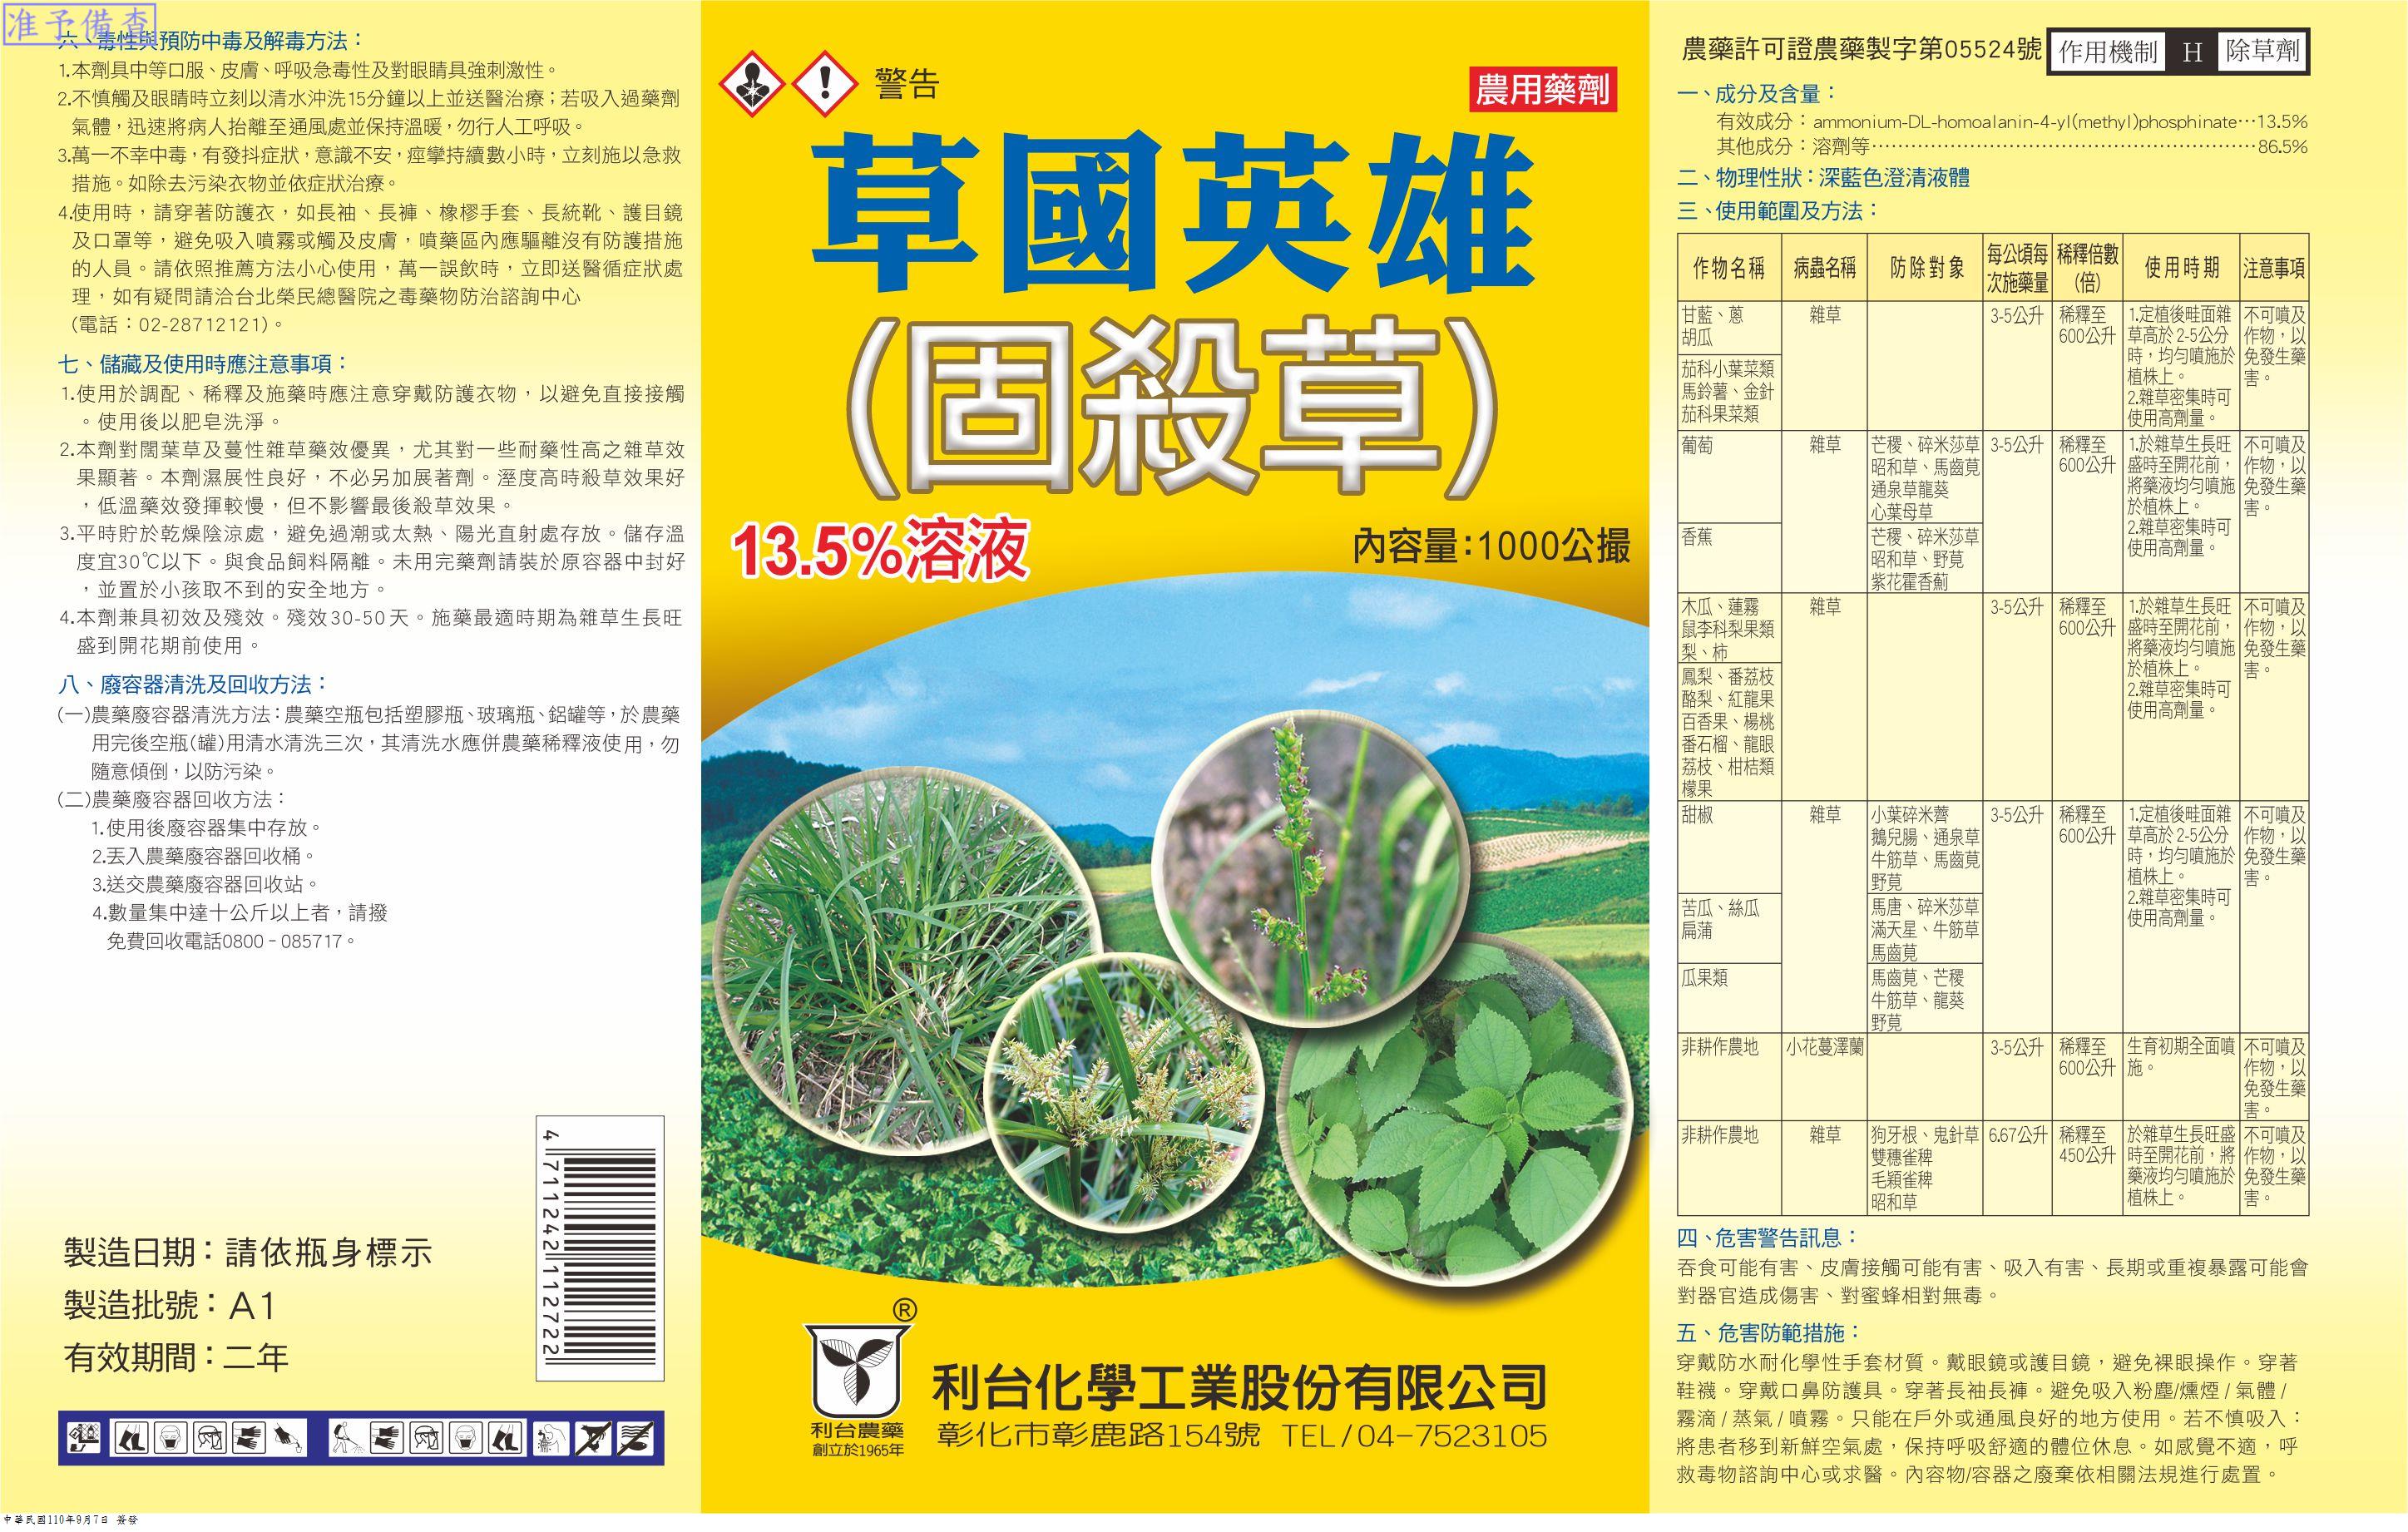 准予備查
六、毒性與預防中毒及解毒方法：
1.本劑具中等口服、皮膚、呼吸急毒性及對眼睛具強刺激性。
2.不慎觸及眼睛時立刻以清水沖洗15分鐘以上並送醫治療；若吸入過藥劑
氣體，迅速將病人抬離至通風處並保持溫暖，勿行人工呼吸。
3.萬一不幸中毒，有發抖症狀，意識不安，痙攣持續數小時，立刻施以急救
措施。如除去污染衣物並依症狀治療。
4.使用時，請穿著防護衣，如長袖、長褲、橡膠手套、長統靴、護目鏡
及口罩等，避免吸入噴霧或觸及皮膚，噴藥區內應驅離沒有防護措施
的人員。請依照推薦方法小心使用，萬一誤飲時，立即送醫循症狀處
理，如有疑問請洽台北榮民總醫院之毒藥物防治諮詢中心
(電話：02-28712121)。
七、儲藏及使用時應注意事項：
1.使用於調配、稀釋及施藥時應注意穿戴防護衣物，以避免直接接觸
。使用後以肥皂洗淨。
2.本劑對闊葉草及蔓性雜草藥效優異，尤其對一些耐藥性高之雜草效
果顯著。本劑濕展性良好，不必另加展著劑。溼度高時殺草效果好
，低溫藥效發揮較慢，但不影響最後殺草效果。
3.平時貯於乾燥陰涼處，避免過潮或太熱、陽光直射處存放。儲存溫
度宜30℃以下。與食品飼料隔離。未用完藥劑請裝於原容器中封好
，並置於小孩取不到的安全地方。
4.本劑兼具初效及殘效。殘效30-50天。施藥最適時期為雜草生長旺
盛到開花期前使用。
八、廢容器清洗及回收方法：
(一)農藥廢容器清洗方法：農藥空瓶包括塑膠瓶、玻璃瓶、鋁罐等，於農藥
用完後空瓶(罐)用清水清洗三次，其清洗水應併農藥稀釋液使用，勿
隨意傾倒，以防污染。
(二)農藥廢容器回收方法：
1.使用後廢容器集中存放。
2.丟入農藥廢容器回收桶。
3.送交農藥廢容器回收站。
4.數量集中達十公斤以上者，請撥
免費回收電話0800－085717。
製造日期：請依瓶身標示
製造批號：A1
有效期間：二年
4 711242 112722
中華民國110年9月7日 簽發
警告
農用藥劑
草國英雄
(固殺草)
13.5%溶液
內容量：1000公撮
®
利台農藥
創立於1965年
利台化學工業股份有限公司
彰化市彰鹿路154號 TEL/04-7523105
農藥許可證農藥製字第05524號 作用機制 H 除草劑
一、成分及含量：
有效成分：ammonium-DL-homoalanin-4-yl(methyl)phosphinate…13.5%
其他成分：溶劑等……………………………………………………86.5%
二、物理性狀：深藍色澄清液體
三、使用範圍及方法：
作物名稱 病蟲名稱 防除對象 每公頃每次施藥量 稀釋倍數(倍) 使用時期 注意事項
甘藍、蔥 雜草 3-5公升 稀釋至 1.定植後畦面雜 不可噴及
胡瓜 600公升 草高於2-5公分 作物，以
時，均勻噴施於 免發生藥
茄科小葉菜類 植株上。 害。
馬鈴薯、金針 2.雜草密集時可
茄科果菜類 使用高劑量。
葡萄 雜草 芒稷、碎米莎草 3-5公升 稀釋至 1.於雜草生長旺 不可噴及
昭和草、馬齒莧 600公升 盛時至開花前， 作物，以
通泉草龍葵 將藥液均勻噴施 免發生藥
心葉母草 於植株上。 害。
香蕉 芒稷、碎米莎草 2.雜草密集時可
昭和草、野莧 使用高劑量。
紫花霍香薊
木瓜、蓮霧 雜草 3-5公升 稀釋至 1.於雜草生長旺 不可噴及
鼠李科梨果類 600公升 盛時至開花前， 作物，以
梨、柿 將藥液均勻噴施 免發生藥
鳳梨、番荔枝 於植株上。 害。
酪梨、紅龍果 2.雜草密集時可
百香果、楊桃 使用高劑量。
番石榴、龍眼
荔枝、柑桔類
檬果
甜椒 雜草 小葉碎米薺 3-5公升 稀釋至 1.定植後畦面雜 不可噴及
鵝兒腸、通泉草 600公升 草高於2-5公分 作物，以
牛筋草、馬齒莧 時，均勻噴施於 免發生藥
野莧 植株上。 害。
苦瓜、絲瓜 馬唐、碎米莎草 2.雜草密集時可
扁蒲 滿天星、牛筋草 使用高劑量。
馬齒莧
瓜果類 馬齒莧、芒稷
牛筋草、龍葵
野莧
非耕作農地 小花蔓澤蘭 3-5公升 稀釋至 生育初期全面噴 不可噴及
600公升 施。 作物，以
免發生藥
害。
非耕作農地 雜草 狗牙根、鬼針草 6.67公升 稀釋至 於雜草生長旺盛 不可噴及
雙穗雀稗 450公升 時至開花前，將 作物，以
毛穎雀稗 藥液均勻噴施於 免發生藥
昭和草 植株上。 害。
四、危害警告訊息：
吞食可能有害、皮膚接觸可能有害、吸入有害、長期或重複暴露可能會
對器官造成傷害、對蜜蜂相對無毒。
五、危害防範措施：
穿戴防水耐化學性手套材質。戴眼鏡或護目鏡，避免裸眼操作。穿著
鞋襪。穿戴口鼻防護具。穿著長袖長褲。避免吸入粉塵/燻煙/氣體/
霧滴/蒸氣/噴霧。只能在戶外或通風良好的地方使用。若不慎吸入：
將患者移到新鮮空氣處，保持呼吸舒適的體位休息。如感覺不適，呼
救毒物諮詢中心或求醫。內容物/容器之廢棄依相關法規進行處置。